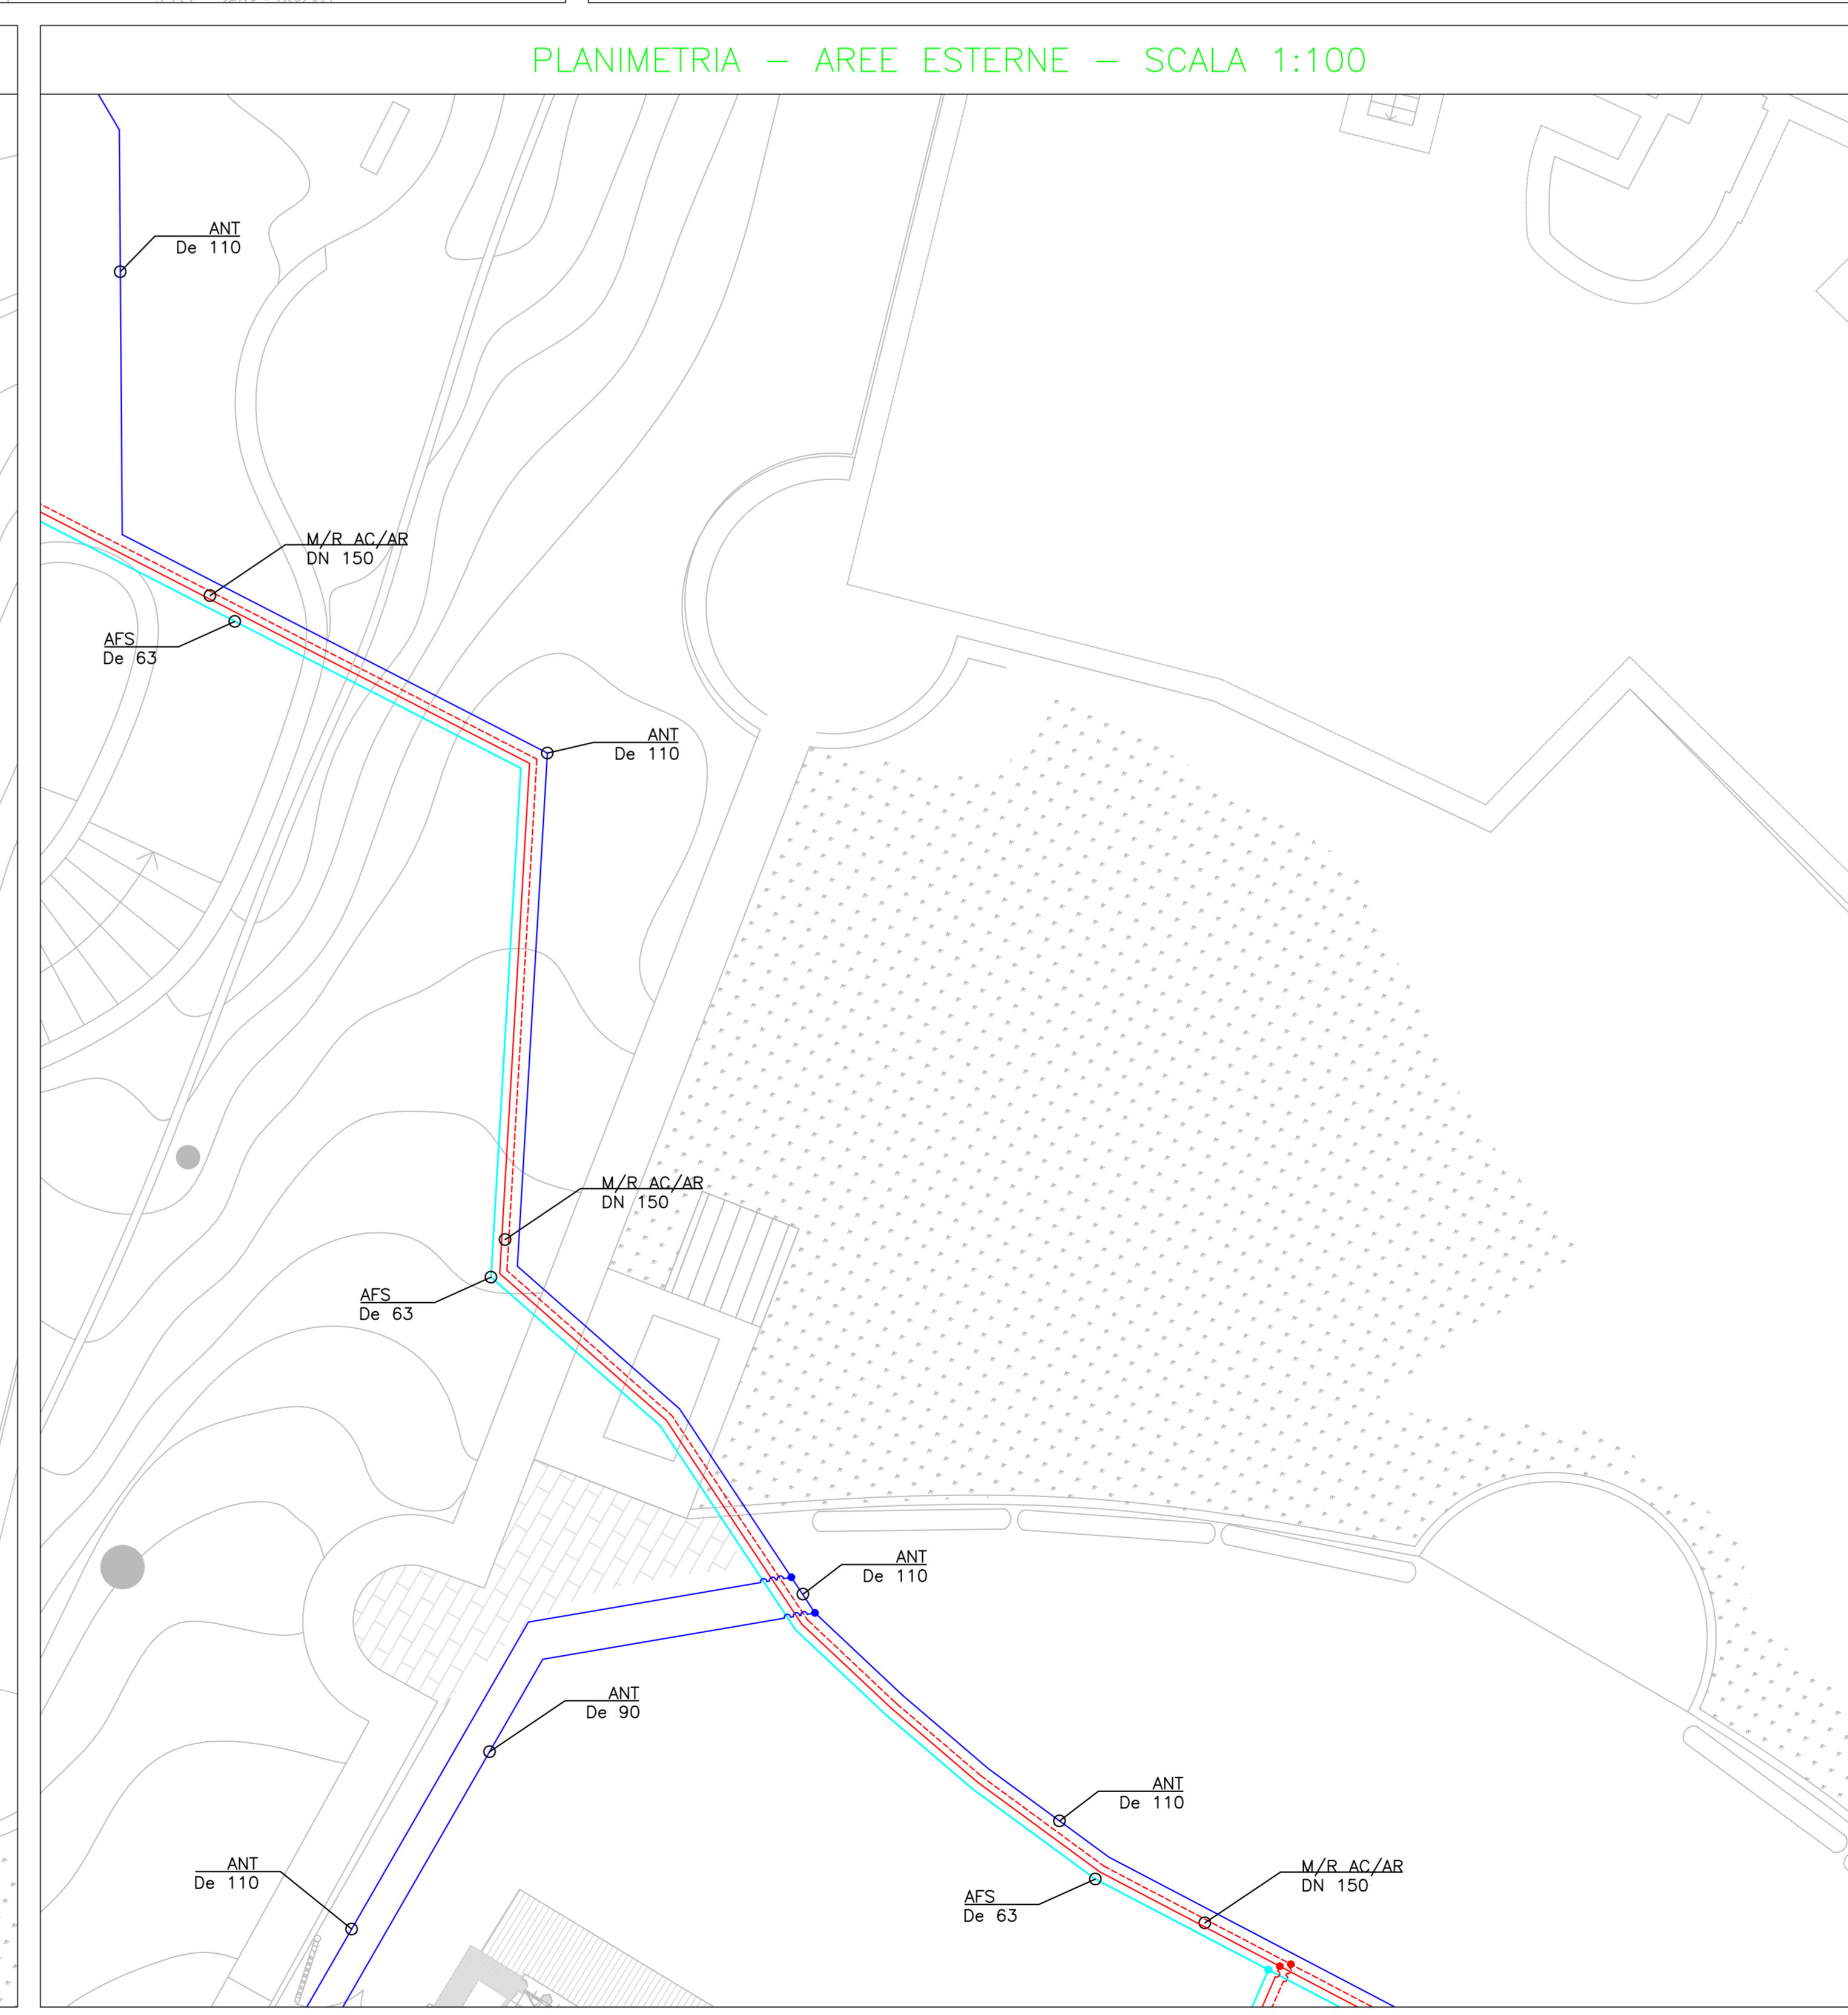 PLANIMETRIA – AREE ESTERNE – SCALA 1:100
ANT
De 110
M/R AC/AR
DN 150
AFS
De 63
ANT
De 110
M/R AC/AR
DN 150
AFS
De 63
ANT
De 110
ANT
De 90
ANT
De 110
ANT
De 110
M/R AC/AR
DN 150
AFS
De 63